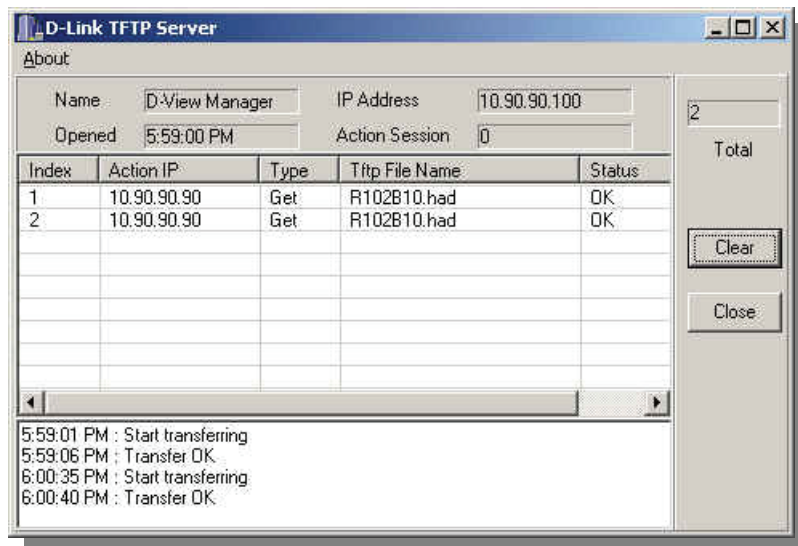 D-Link TFTP Server
About
Name D-View Manager IP Address 10.90.90.100
Opened 5:59:00 PM Action Session 0
2
Total
Index Action IP Type Tftp File Name Status
1 10.90.90.90 Get R102B10.had OK
2 10.90.90.90 Get R102B10.had OK
Clear
Close
5:59:01 PM : Start transferring
5:59:06 PM : Transfer OK
6:00:35 PM : Start transferring
6:00:40 PM : Transfer OK